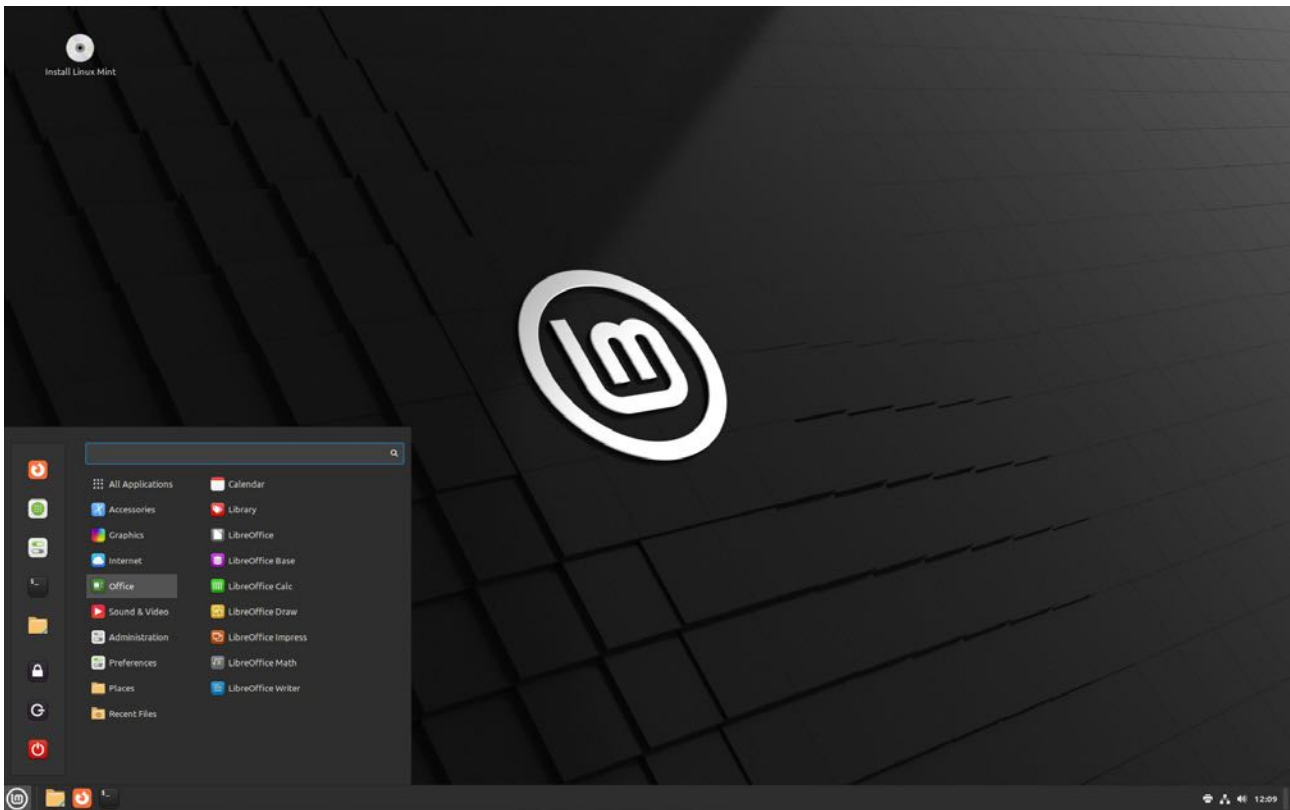 Install Linux Mint
lm
All Applications
Accessories
Graphics
Internet
Office
Sound & Video
Administration
Preferences
Places
Recent Files
Calendar
Library
LibreOffice
LibreOffice Base
LibreOffice Calc
LibreOffice Draw
LibreOffice Impress
LibreOffice Math
LibreOffice Writer
12:09